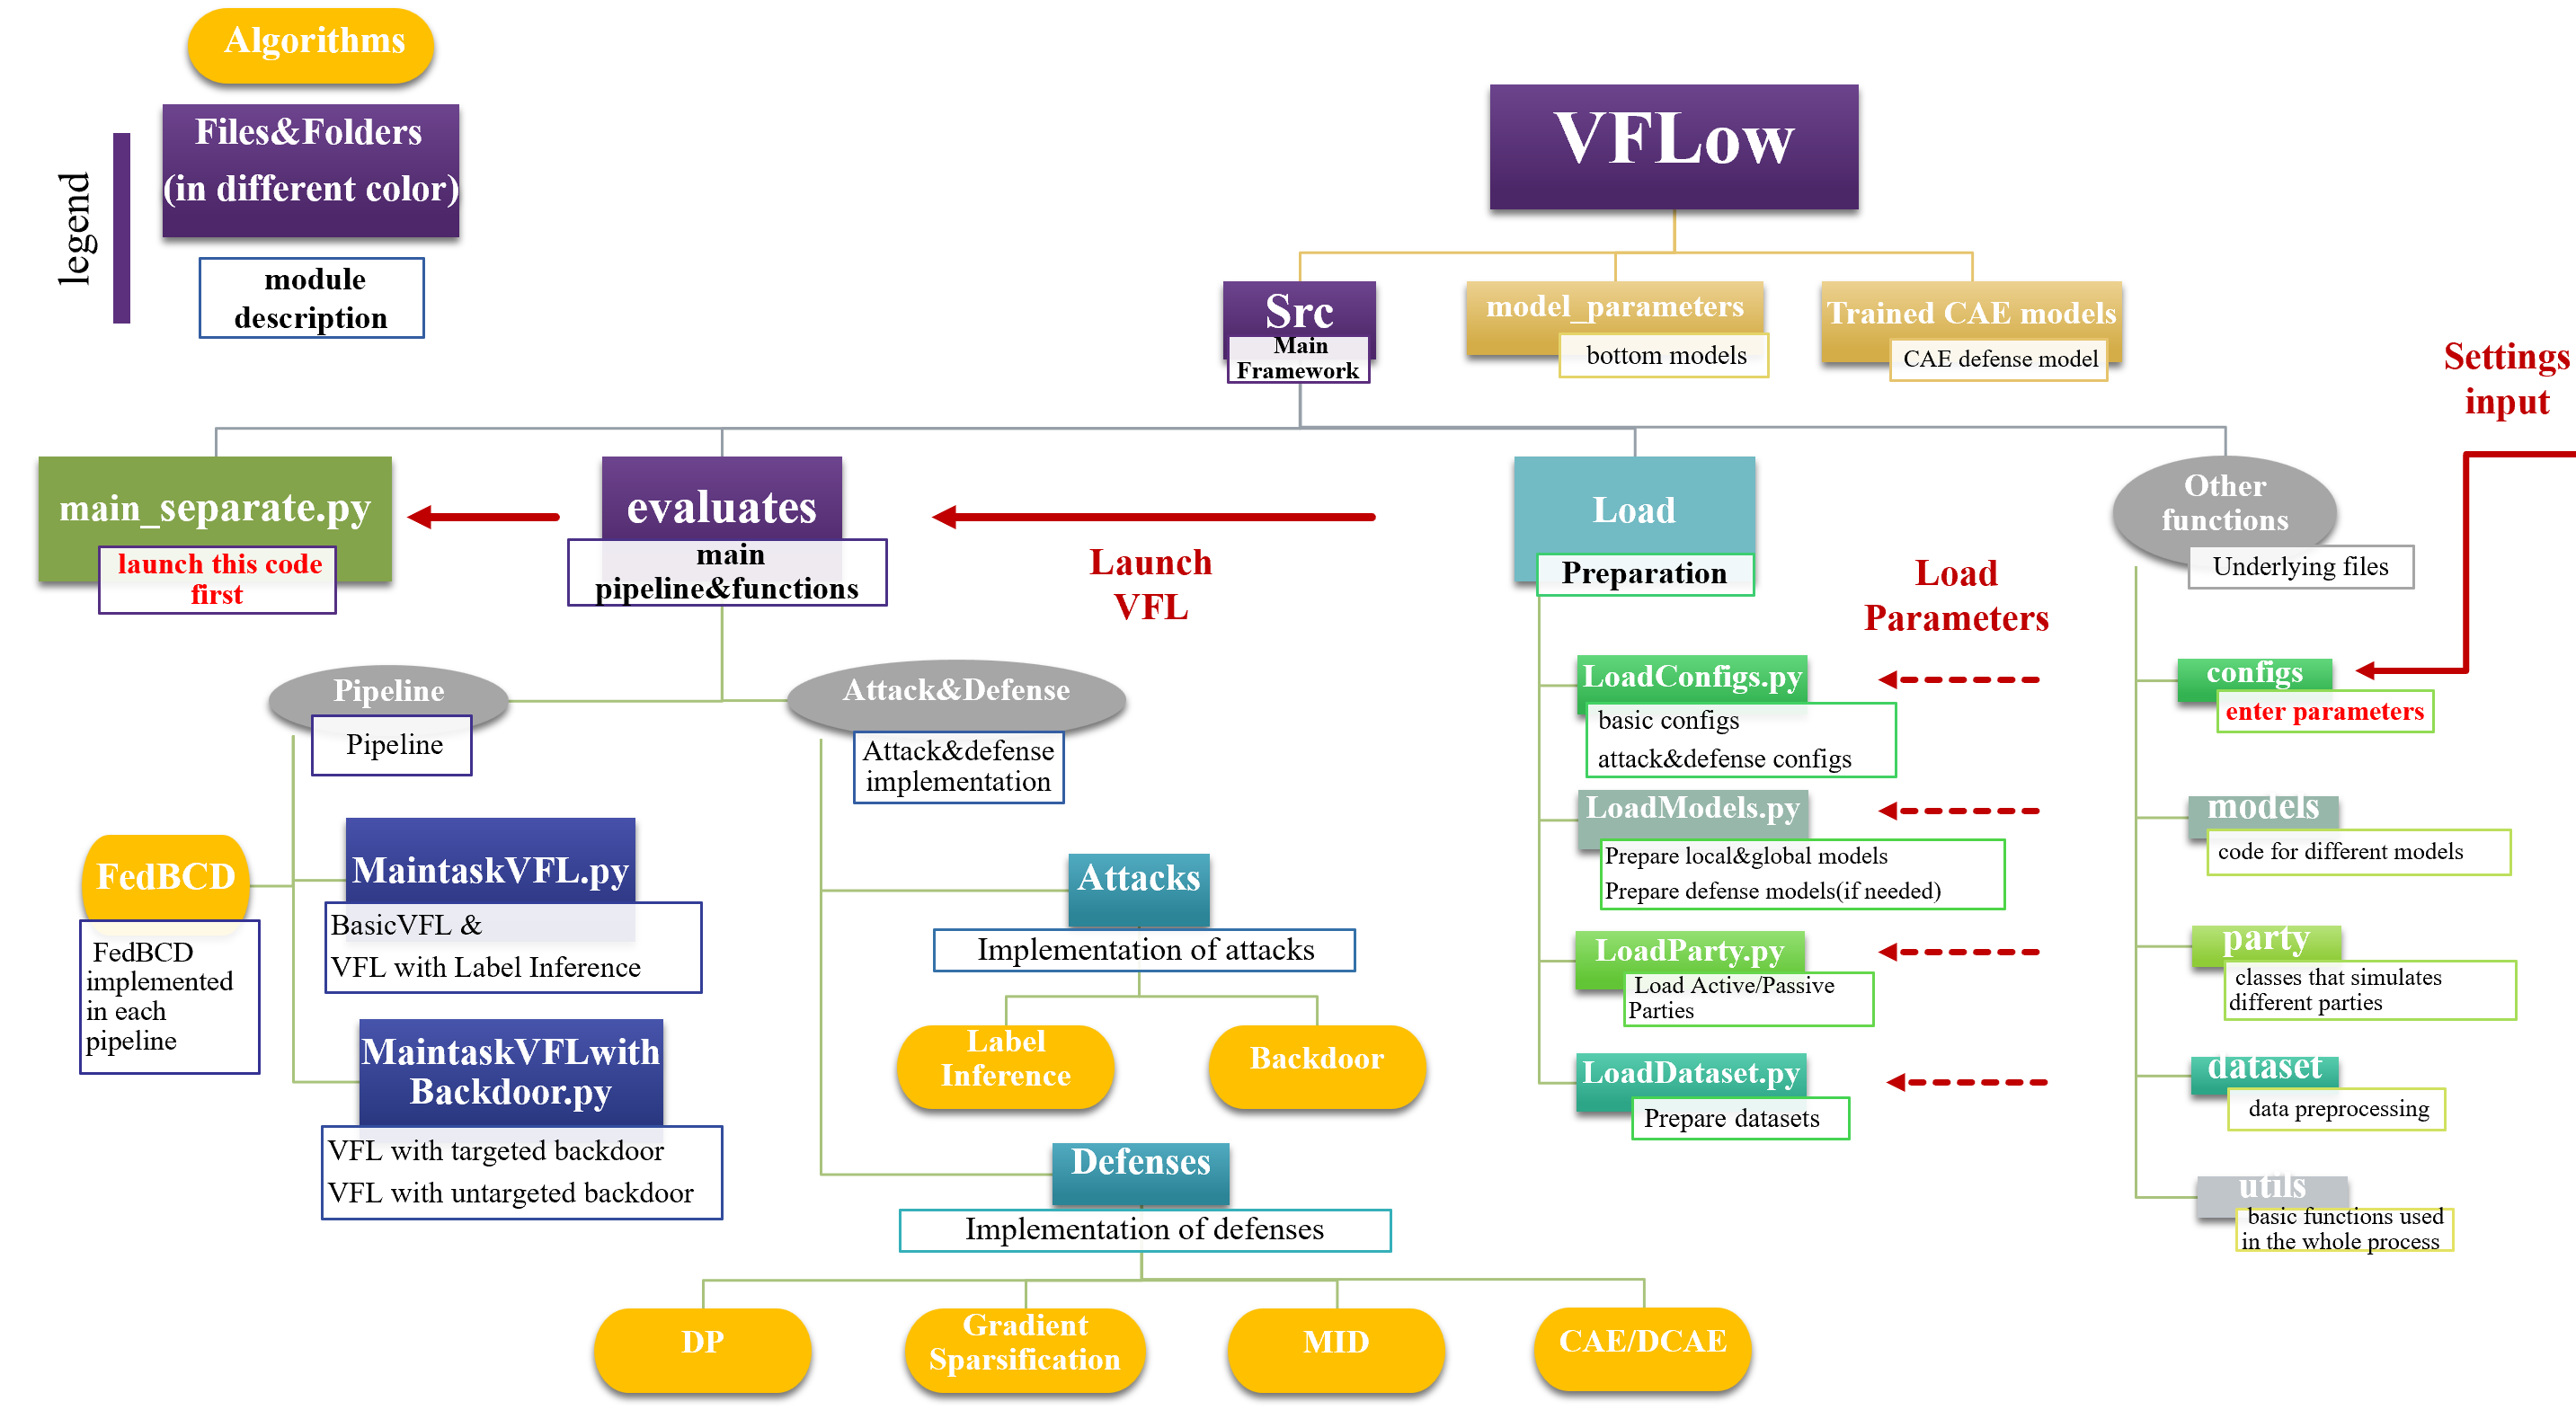 Algorithms
Files&Folders
(in different color)
legend
module
description
VFLow
Src
Main
Framework
model_parameters
bottom models
Trained CAE models
CAE defense model
Settings
input
main_separate.py
launch this code
first
evaluates
main
pipeline&functions
Launch
VFL
Load
Preparation
Load
Parameters
Other
functions
Underlying files
Pipeline
Pipeline
Attack&Defense
Attack&defense
implementation
FedBCD
FedBCD
implemented
in each
pipeline
MaintaskVFL.py
BasicVFL &
VFL with Label Inference
MaintaskVFLwith
Backdoor.py
VFL with targeted backdoor
VFL with untargeted backdoor
Attacks
Implementation of attacks
Label
Inference
Backdoor
Defenses
Implementation of defenses
DP
Gradient
Sparsification
MID
CAE/DCAE
LoadConfigs.py
basic configs
attack&defense configs
LoadModels.py
Prepare local&global models
Prepare defense models(if needed)
LoadParty.py
Load Active/Passive
Parties
LoadDataset.py
Prepare datasets
configs
enter parameters
models
code for different models
party
classes that simulates
different parties
dataset
data preprocessing
utils
basic functions used
in the whole process